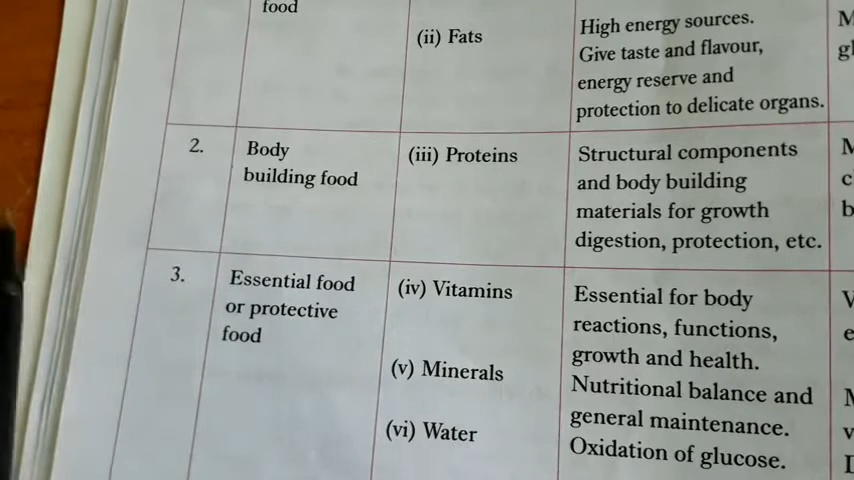 food
(ii) Fats
High energy sources.
Give taste and flavour,
energy reserve and
protection to delicate organs.
2.
Body
building food
(iii) Proteins
Structural components
and body building
materials for growth
digestion, protection, etc.
3.
Essential food
or protective
food
(iv) Vitamins
(v) Minerals
(vi) Water
Essential for body
reactions, functions,
growth and health.
Nutritional balance and
general maintenance.
Oxidation of glucose.